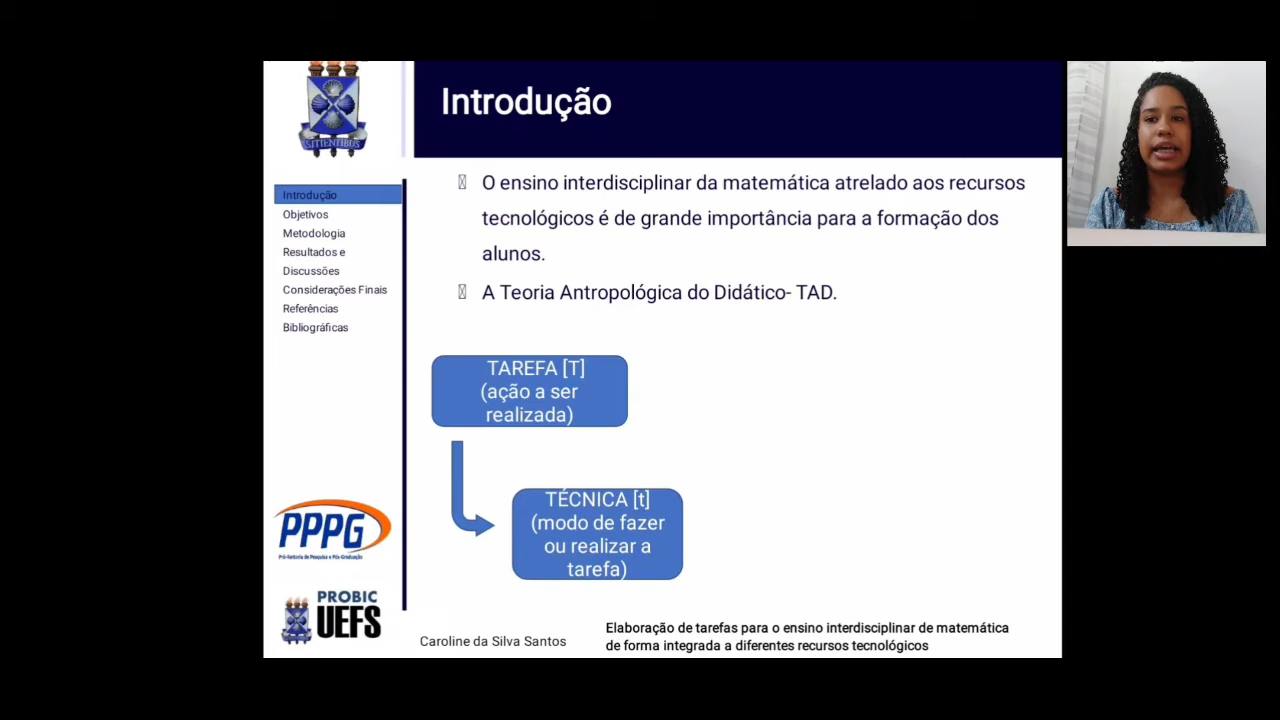 SITIENTIBUS
Introdução
Introdução
Objetivos
Metodologia
Resultados e
Discussões
Considerações Finais
Referências
Bibliográficas
O ensino interdisciplinar da matemática atrelado aos recursos
tecnológicos é de grande importância para a formação dos
alunos.
A Teoria Antropológica do Didático- TAD.
TAREFA [T]
(ação a ser
realizada)
TÉCNICA [t]
(modo de fazer
ou realizar a
tarefa)
PPPG
Pró-Reitoria de Pesquisa e Pós-Graduação
PROBIC
UEFS
Caroline da Silva Santos
Elaboração de tarefas para o ensino interdisciplinar de matemática
de forma integrada a diferentes recursos tecnológicos